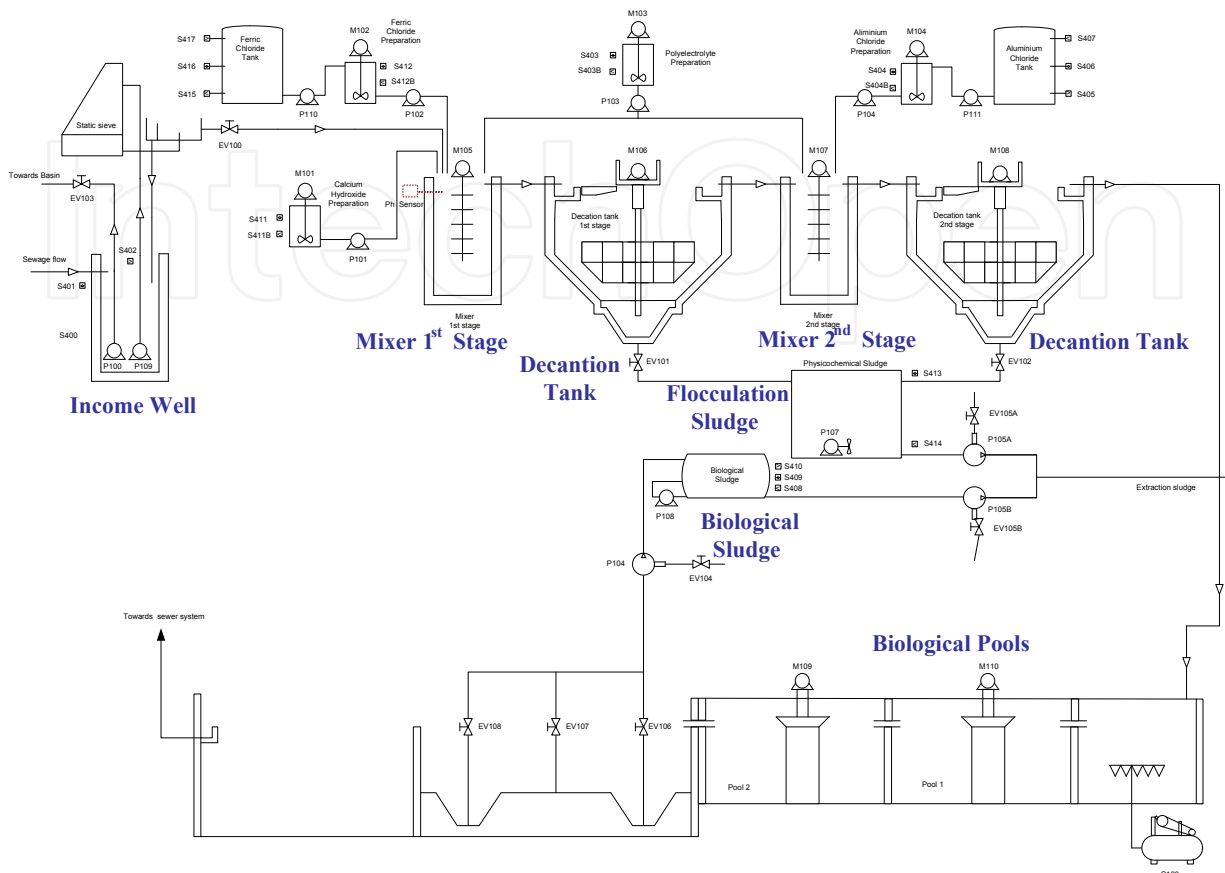 M103
S417
Ferric
Chloride
Tank
S416
S415
M102
Ferric
Chloride
Preparation
S412
S412B
P110
P102
S403
S403B
Polyelectrolyte
Preparation
P103
Aliminium
Chloride
Preparation
M104
S404
S404B
P104
P111
Aluminium
Chloride
Tank
S407
S406
S405
Static sieve
EV100
Towards Basin
EV103
M101
Calcium
Hydroxide
Preparation
S411
S411B
P101
Ph Sensor
M105
M106
M107
M108
Decation tank
1st stage
Decation tank
2nd stage
Sewage flow
S401
S402
S400
P100
P109
Income Well
Mixer
1st stage
Mixer 1st Stage
Decantion
Tank
Mixer
2nd stage
Mixer 2nd Stage
Decantion Tank
EV101
EV102
Physicochemical Sludge
S413
Flocculation
Sludge
P107
S414
EV105A
P105A
Biological
Sludge
S410
S409
S408
P108
Biological
Sludge
P105B
EV105B
Extraction sludge
P104
EV104
Towards sewer system
Biological Pools
M109
M110
EV108
EV107
EV106
Pool 2
Pool 1
IntechOpen